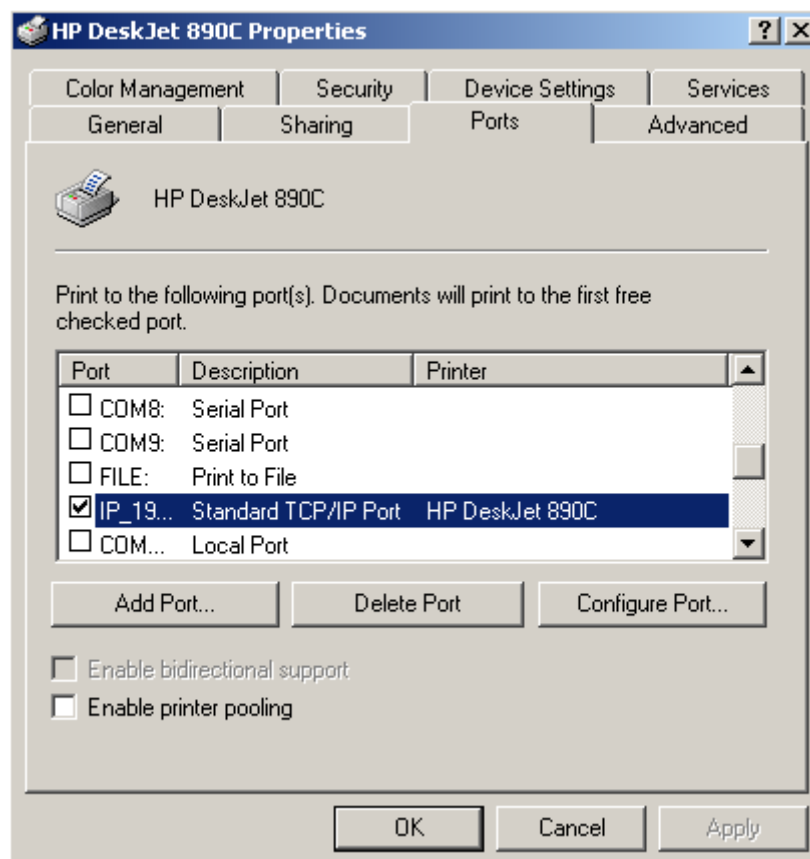 HP DeskJet 890C Properties
Color Management Security Device Settings Services
General Sharing Ports Advanced
HP DeskJet 890C
Print to the following port(s). Documents will print to the first free
checked port.
Port Description Printer
COM8: Serial Port
COM9: Serial Port
FILE: Print to File
IP_19... Standard TCP/IP Port HP DeskJet 890C
COM... Local Port
Add Port... Delete Port Configure Port...
Enable bidirectional support
Enable printer pooling
OK Cancel Apply